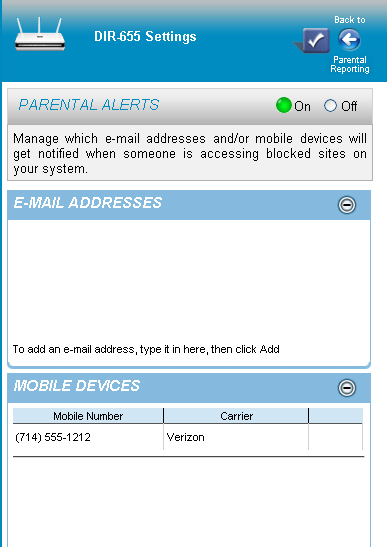 Back to
DIR-655 Settings
Parental
Reporting
PARENTAL ALERTS
On Off
Manage which e-mail addresses and/or mobile devices will
get notified when someone is accessing blocked sites on
your system.
E-MAIL ADDRESSES
To add an e-mail address, type it in here, then click Add
MOBILE DEVICES
Mobile Number Carrier
(714) 555-1212 Verizon